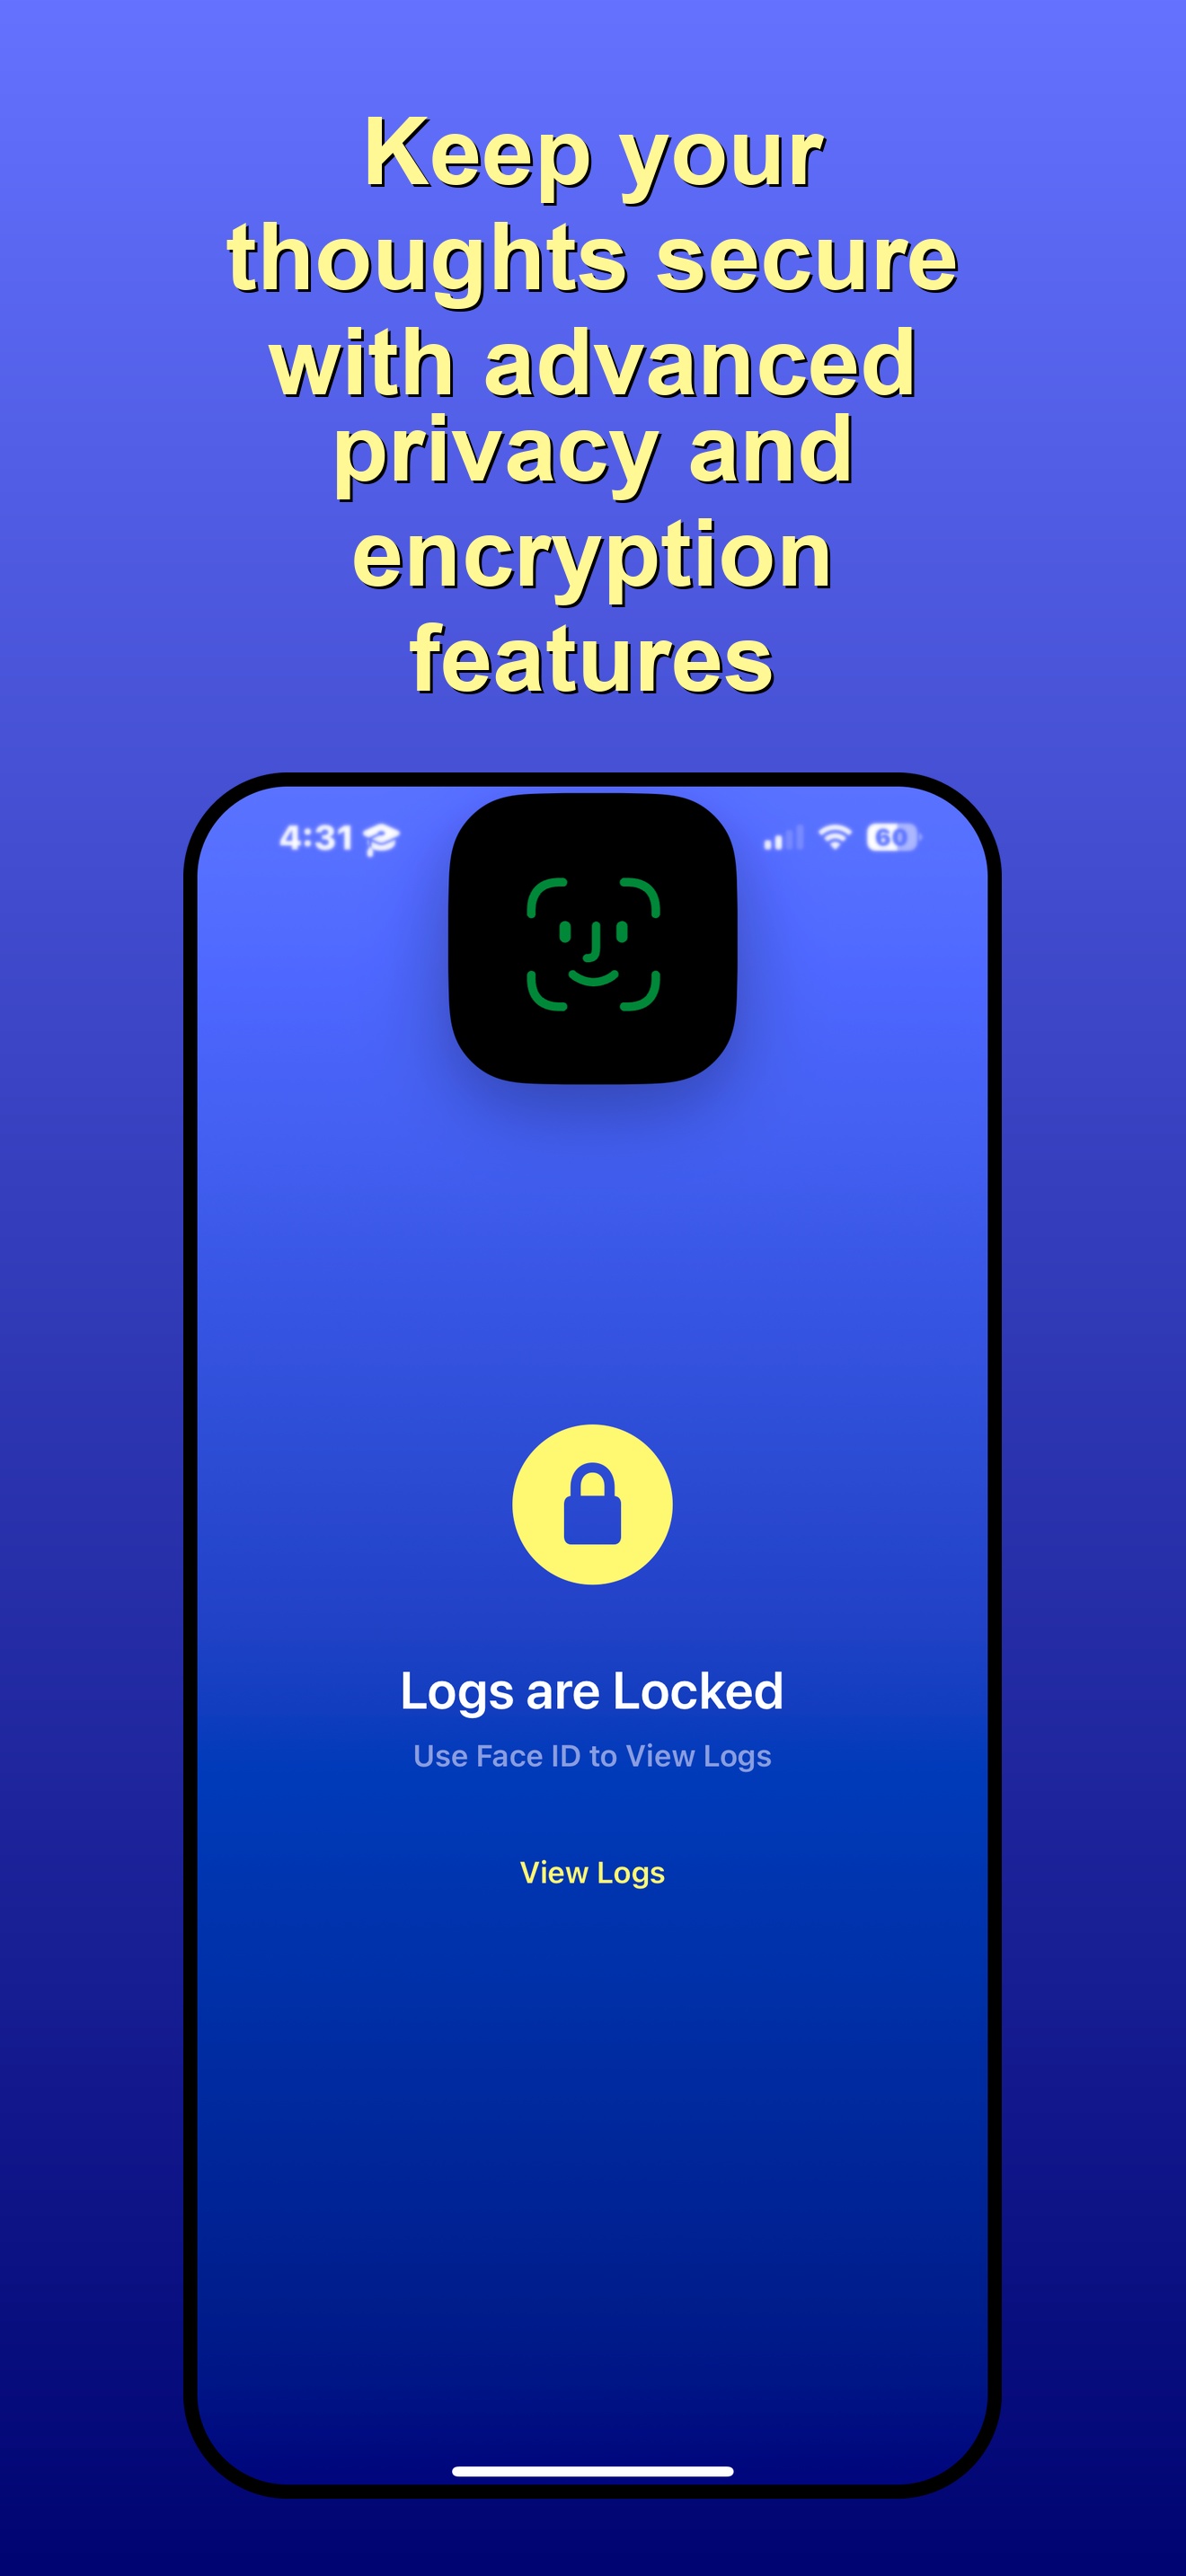 Keep your
thoughts secure
with advanced
privacy and
encryption
features
4:31
60
Logs are Locked
Use Face ID to View Logs
View Logs